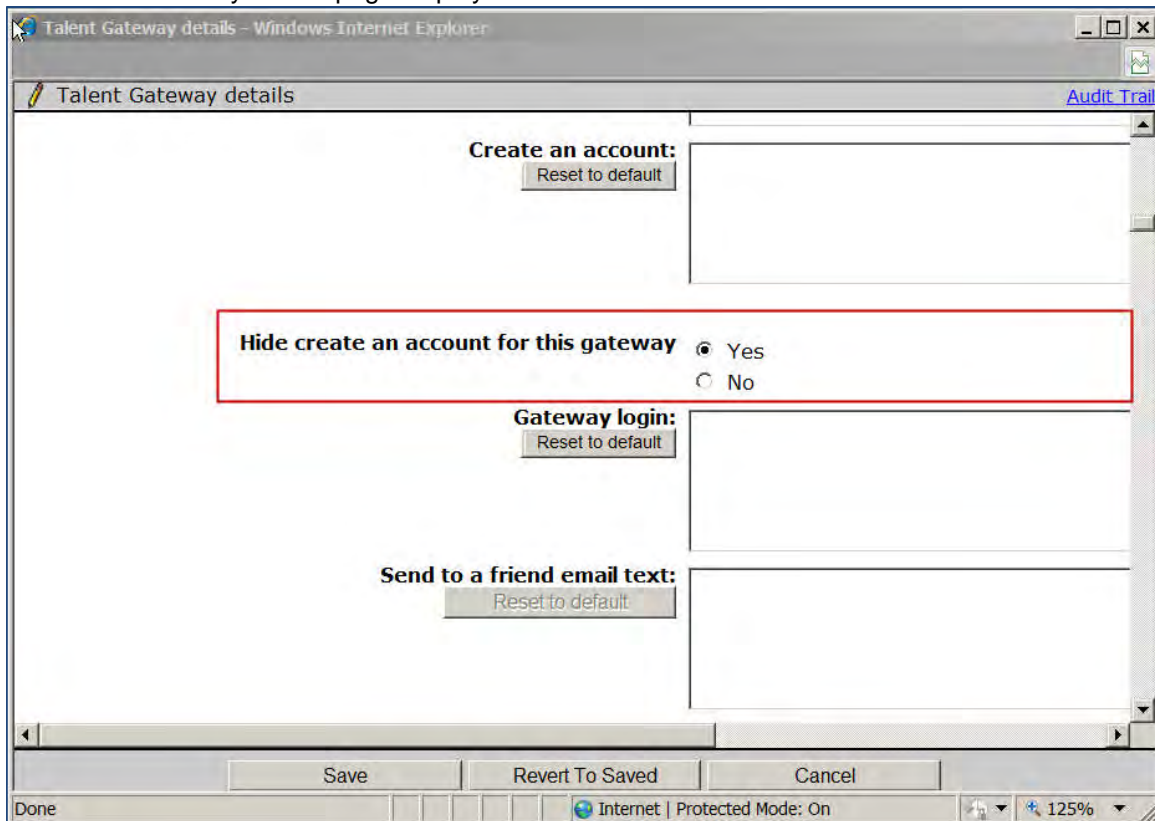 Talent Gateway details - Windows Internet Explorer
Talent Gateway details
Audit Trail
Create an account:
Reset to default
Hide create an account for this gateway
Yes
No
Gateway login:
Reset to default
Send to a friend email text:
Reset to default
Save Revert To Saved Cancel
Done Internet | Protected Mode: On 125%